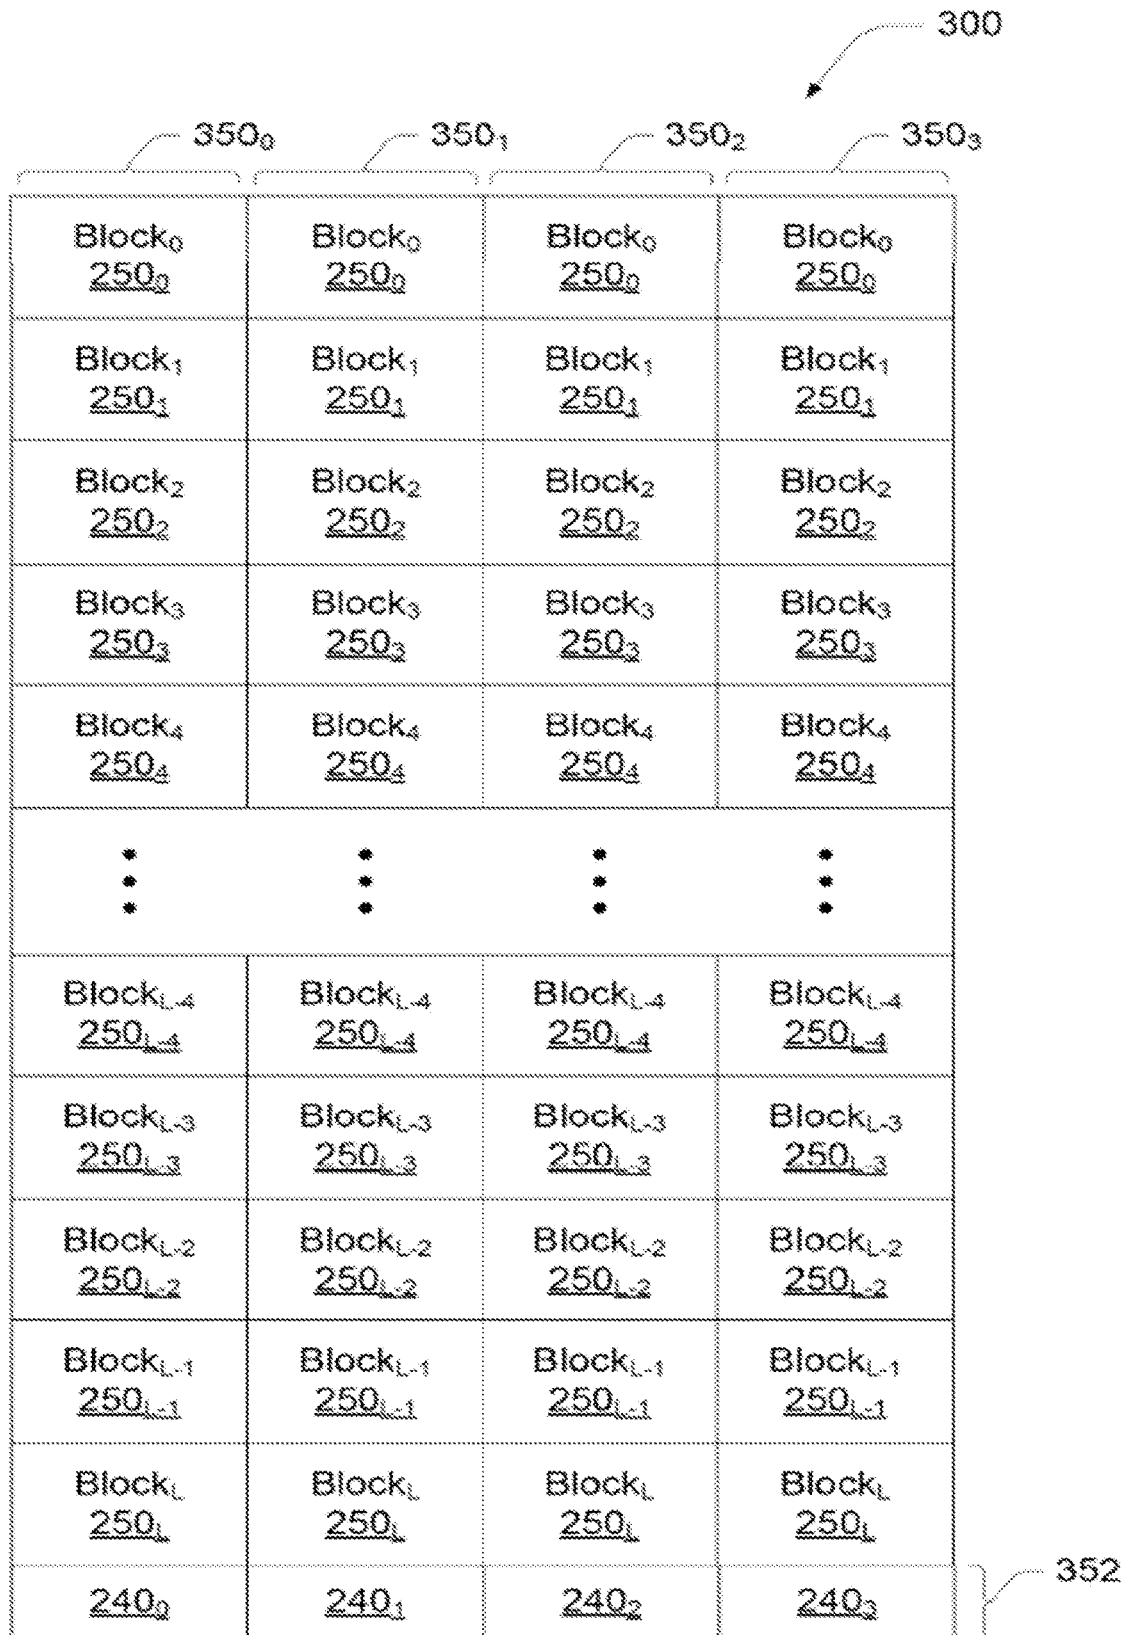 300
350₀ 350₁ 350₂ 350₃
Block₀ Block₀ Block₀ Block₀
250₀ 250₀ 250₀ 250₀
Block₁ Block₁ Block₁ Block₁
250₁ 250₁ 250₁ 250₁
Block₂ Block₂ Block₂ Block₂
250₂ 250₂ 250₂ 250₂
Block₃ Block₃ Block₃ Block₃
250₃ 250₃ 250₃ 250₃
Block₄ Block₄ Block₄ Block₄
250₄ 250₄ 250₄ 250₄
Block_L-4 Block_L-4 Block_L-4 Block_L-4
250_L-4 250_L-4 250_L-4 250_L-4
Block_L-3 Block_L-3 Block_L-3 Block_L-3
250_L-3 250_L-3 250_L-3 250_L-3
Block_L-2 Block_L-2 Block_L-2 Block_L-2
250_L-2 250_L-2 250_L-2 250_L-2
Block_L-1 Block_L-1 Block_L-1 Block_L-1
250_L-1 250_L-1 250_L-1 250_L-1
Block_L Block_L Block_L Block_L
250_L 250_L 250_L 250_L
352
240₀ 240₁ 240₂ 240₃